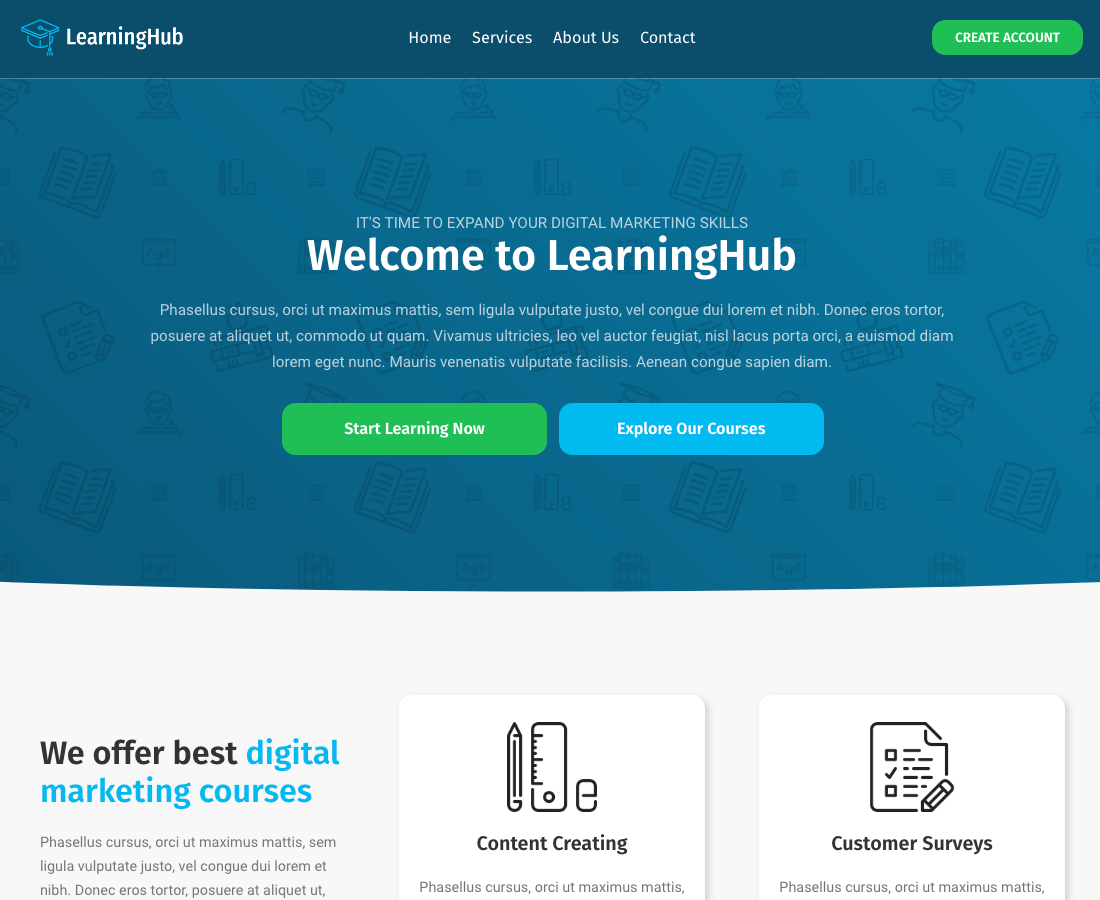 LearningHub
Home Services About Us Contact
CREATE ACCOUNT
IT'S TIME TO EXPAND YOUR DIGITAL MARKETING SKILLS
Welcome to LearningHub
Phasellus cursus, orci ut maximus mattis, sem ligula vulputate justo, vel congue dui lorem et nibh. Donec eros tortor,
posuere at aliquet ut, commodo ut quam. Vivamus ultricies, leo vel auctor feugiat, nisl lacus porta orci, a euismod diam
lorem eget nunc. Mauris venenatis vulputate facilisis. Aenean congue sapien diam.
Start Learning Now
Explore Our Courses
AgC
AgC
AgC
We offer best digital
marketing courses
Phasellus cursus, orci ut maximus mattis, sem
ligula vulputate justo, vel congue dui lorem et
nibh. Donec eros tortor, posuere at aliquet ut,
Content Creating
Phasellus cursus, orci ut maximus mattis,
Customer Surveys
Phasellus cursus, orci ut maximus mattis,